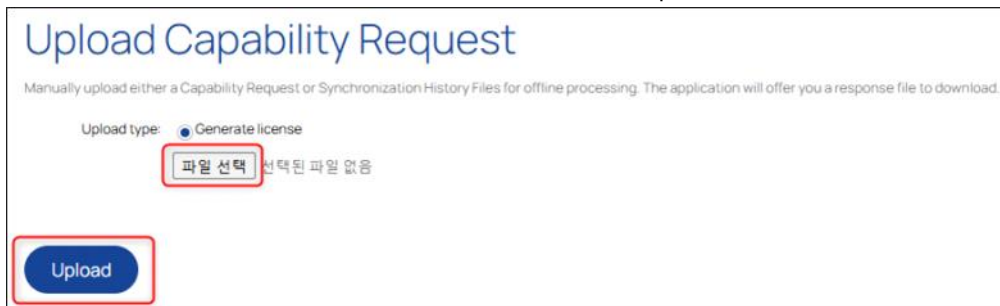 Upload Capability Request
Manually upload either a Capability Request or Synchronization History Files for offline processing. The application will offer you a response file to download.
Upload type: Generate license
파일 선택 선택된 파일 없음
Upload